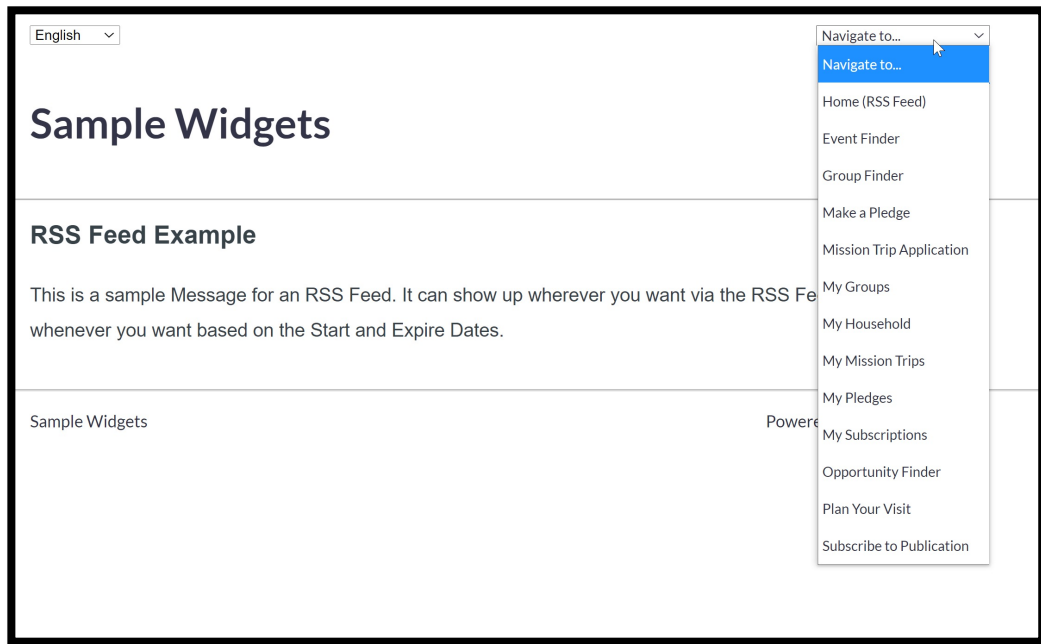 English
Navigate to...
Navigate to...
Home (RSS Feed)
Event Finder
Group Finder
Make a Pledge
Mission Trip Application
My Groups
My Household
My Mission Trips
My Pledges
My Subscriptions
Opportunity Finder
Plan Your Visit
Subscribe to Publication
Sample Widgets
RSS Feed Example
This is a sample Message for an RSS Feed. It can show up wherever you want via the RSS
whenever you want based on the Start and Expire Dates.
Sample Widgets